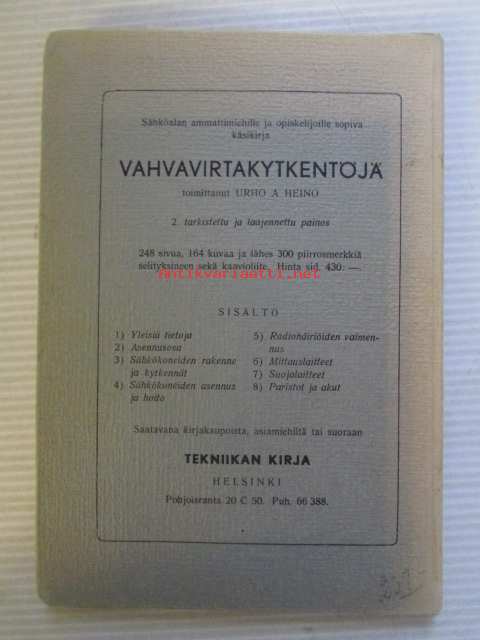 Sähköalan ammattimiehille ja opiskelijoille sopiva
käsikirja
VAHVAVIRTAKYTKENTÖJÄ
toimittanut URHO A HEINO
2. tarkistettu ja laajennettu painos
248 sivua, 164 kuvaa ja lähes 300 piirrosmerkkiä
selityksineen sekä kaavioliite. Hinta sid. 430: —.
antikvariaatti.net
SISÄLTÖ
1) Yleisiä tietoja
2) Asennusosa
3) Sähkökoneiden rakenne
ja kytkennät
4) Sähkökoneiden asennus
ja hoito
5) Radiohäiriöiden vaimen-
nus
6) Mittauslaitteet
7) Suojalaitteet
8) Paristot ja akut
Saatavana kirjakaupoista, asiamiehiltä tai suoraan
TEKNIIKAN KIRJA
HELSINKI
Pohjoisranta 20 C 50. Puh. 66 388.